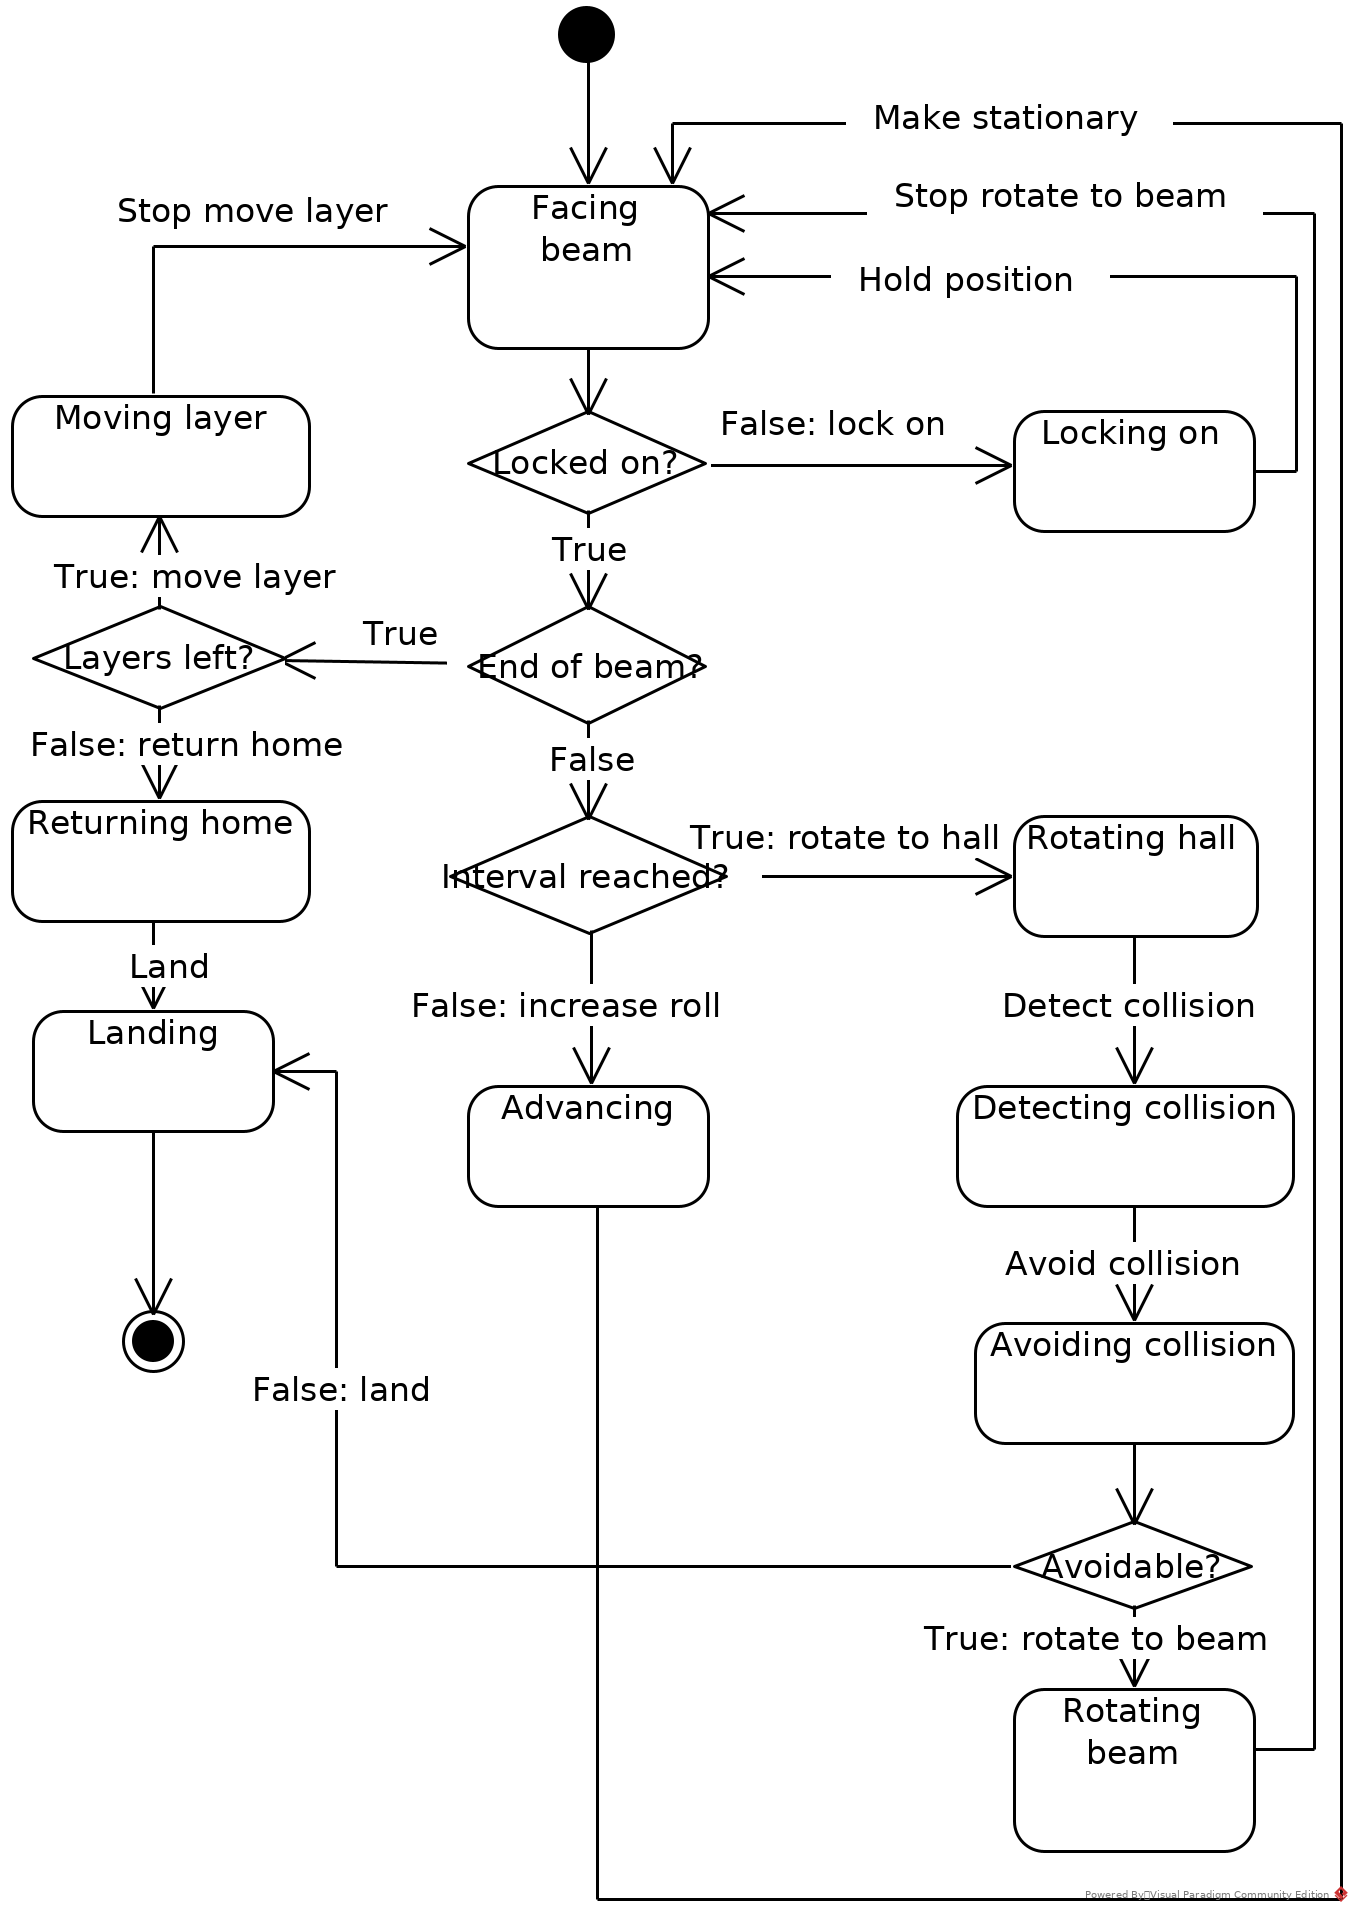 Make stationary
Stop rotate to beam
Stop move layer
Facing
beam
Hold position
Moving layer
False: lock on
Locking on
Locked on?
True
True: move layer
True
Layers left?
End of beam?
False: return home
False
Returning home
True: rotate to hall
Rotating hall
Interval reached?
Land
False: increase roll
Detect collision
Landing
Advancing
Detecting collision
Avoid collision
Avoiding collision
False: land
Avoidable?
True: rotate to beam
Rotating
beam
Powered By□Visual Paradigm Community Edition